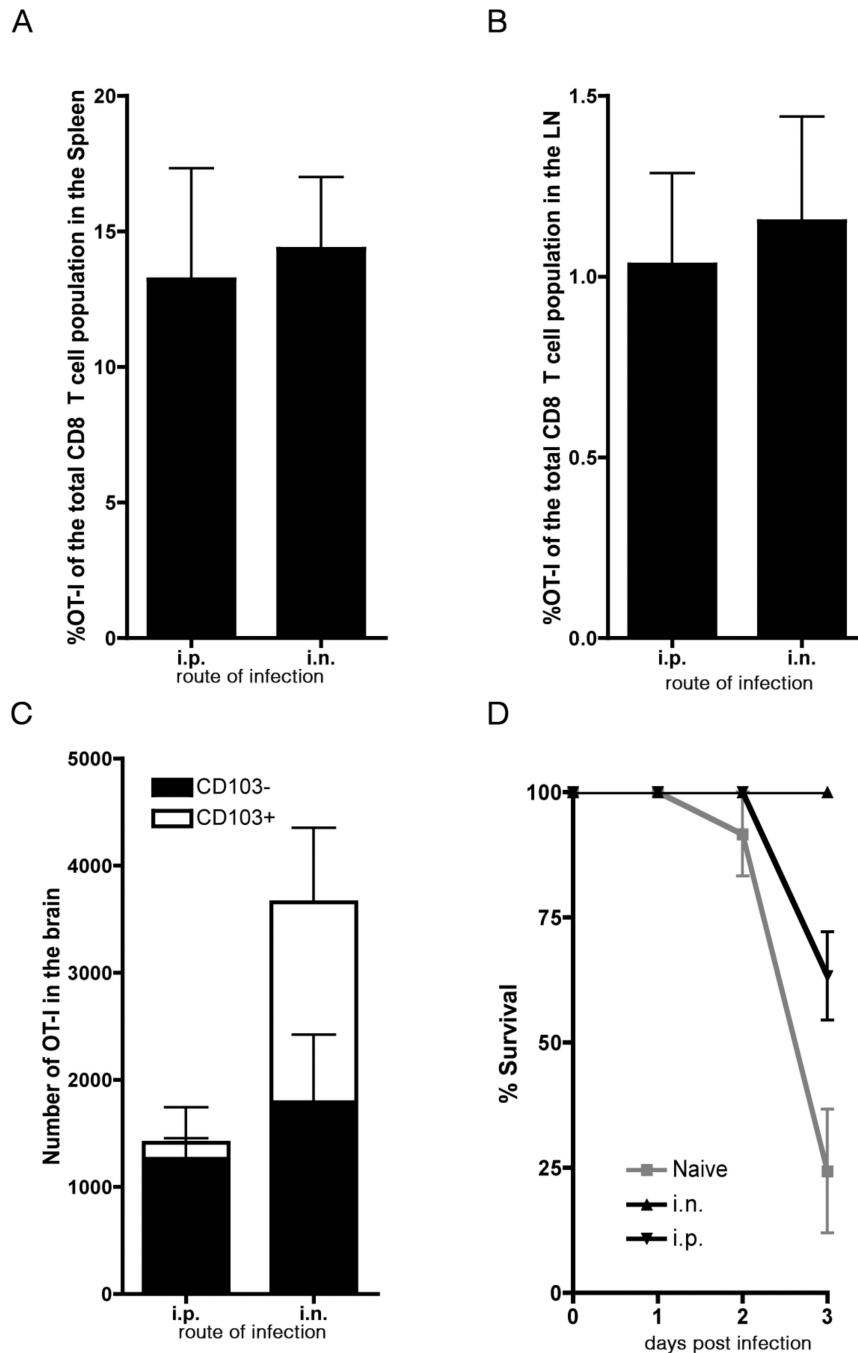 A
%OT-I of the total CD8 T cell population in the Spleen
20
15
10
5
0
i.p.
i.n.
route of infection
B
%OT-I of the total CD8 T cell population in the LN
1.5
1.0
0.5
0.0
i.p.
i.n.
route of infection
C
Number of OT-I in the brain
5000
4000
3000
2000
1000
0
CD103-
CD103+
i.p.
i.n.
route of infection
D
% Survival
100
75
50
25
0
Naive
i.n.
i.p.
0
1
2
3
days post infection